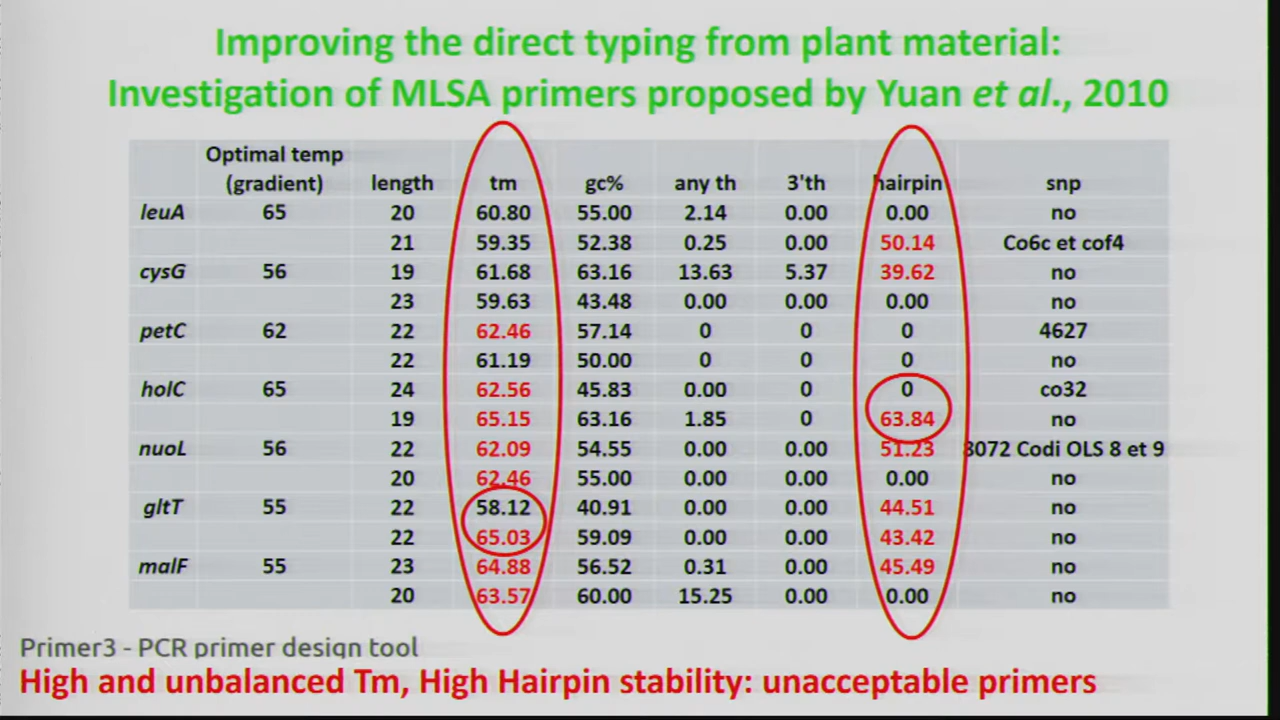 Improving the direct typing from plant material:
Investigation of MLSA primers proposed by Yuan et al., 2010
Optimal temp
(gradient) length tm gc% any th 3'th hairpin snp
leuA 65 20 60.80 55.00 2.14 0.00 0.00 no
21 59.35 52.38 0.25 0.00 50.14 Co6c et cof4
cysG 56 19 61.68 63.16 13.63 5.37 39.62 no
23 59.63 43.48 0.00 0.00 0.00 no
petC 62 22 62.46 57.14 0 0 0 4627
22 61.19 50.00 0 0 0 no
holC 65 24 62.56 45.83 0.00 0 0 co32
19 65.15 63.16 1.85 0 63.84 no
nuoL 56 22 62.09 54.55 0.00 0.00 51.23 3072 Codi OLS 8 et 9
20 62.46 55.00 0.00 0.00 0.00 no
gltT 55 22 58.12 40.91 0.00 0.00 44.51 no
22 65.03 59.09 0.00 0.00 43.42 no
malF 55 23 64.88 56.52 0.31 0.00 45.49 no
20 63.57 60.00 15.25 0.00 0.00 no
Primer3 - PCR primer design tool
High and unbalanced Tm, High Hairpin stability: unacceptable primers